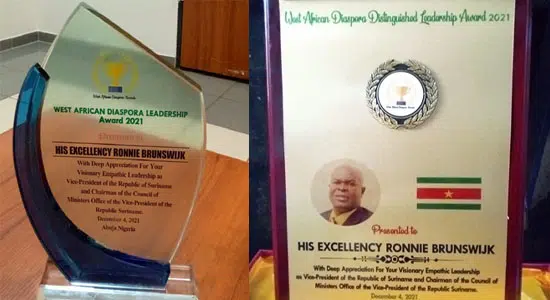 WEST AFRICAN DIASPORA LEADERSHIP
Award 2021
HIS EXCELLENCY RONNIE BRUNSWIJK
With Deep Appreciation For Your
Visionary Empathic Leadership as
Vice-President of the Republic of Suriname
and Chairman of the Council of
Ministers Office of the Vice-President of the
Republic Suriname.
December 4, 2021
Abuja Nigeria
West African Diaspora Distinguished Leadership Award 2021
Presented to
HIS EXCELLENCY RONNIE BRUNSWIJK
With Deep Appreciation For Your Visionary Empathic Leadership
as Vice-President of the Republic of Suriname and Chairman of the Council of
Ministers Office of the Vice-President of the Republic Suriname.
December 4, 2021